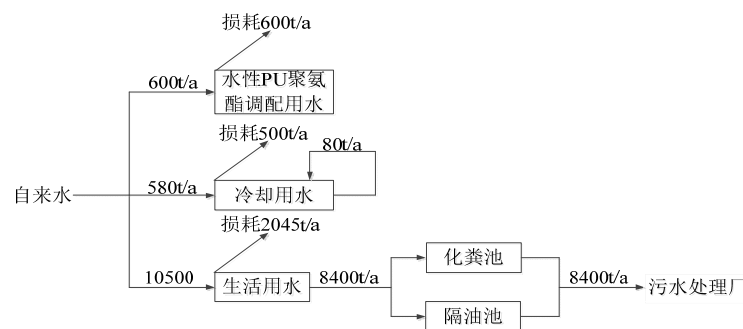 损耗600t/a
600t/a
水性PU聚氨
酯调配用水
损耗500t/a
80t/a
自来水
580t/a
冷却用水
损耗2045t/a
10500
生活用水
8400t/a
化粪池
隔油池
8400t/a
污水处理厂